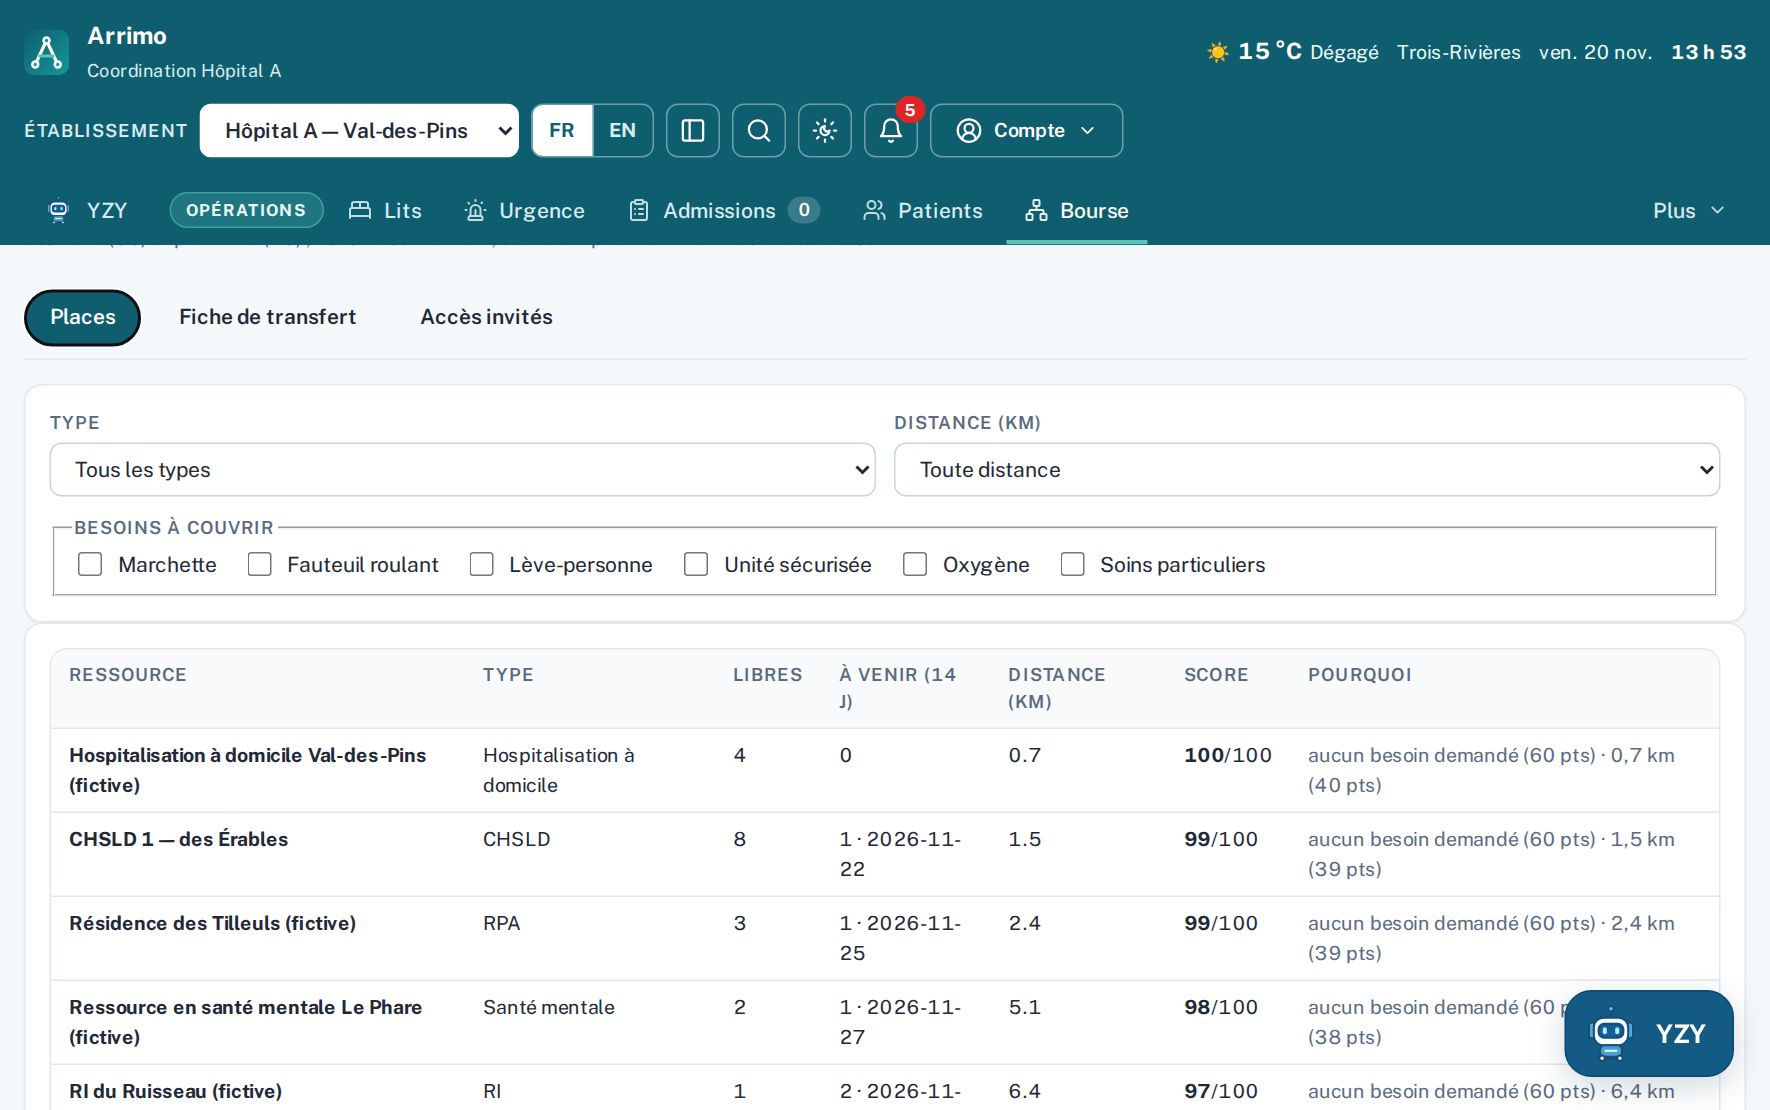 Arrimo
Coordination Hôpital A
15 °C Dégagé Trois-Rivières ven. 20 nov. 13 h 53
ÉTABLISSEMENT Hôpital A — Val-des-Pins FR EN 5 Compte
YZY OPÉRATIONS Lits Urgence Admissions 0 Patients Bourse Plus
Places Fiche de transfert Accès invités
TYPE DISTANCE (KM)
Tous les types Toute distance
BESOINS À COUVRIR
Marchette Fauteuil roulant Lève-personne Unité sécurisée Oxygène Soins particuliers
RESSOURCE TYPE LIBRES À VENIR (14 DISTANCE SCORE POURQUOI
J) (KM)
Hospitalisation à domicile Val-des-Pins Hospitalisation à 4 0 0.7 100/100 aucun besoin demandé (60 pts) · 0,7 km
(fictive) domicile (40 pts)
CHSLD 1 — des Érables CHSLD 8 1 · 2026-11- 1.5 99/100 aucun besoin demandé (60 pts) · 1,5 km
22 (39 pts)
Résidence des Tilleuls (fictive) RPA 3 1 · 2026-11- 2.4 99/100 aucun besoin demandé (60 pts) · 2,4 km
25 (39 pts)
Ressource en santé mentale Le Phare Santé mentale 2 1 · 2026-11- 5.1 98/100 aucun besoin demandé (60
(fictive) 27 (38 pts)
YZY
RI du Ruisseau (fictive) RI 1 2 · 2026-11- 6.4 97/100 aucun besoin demandé (60 pts) · 6,4 km